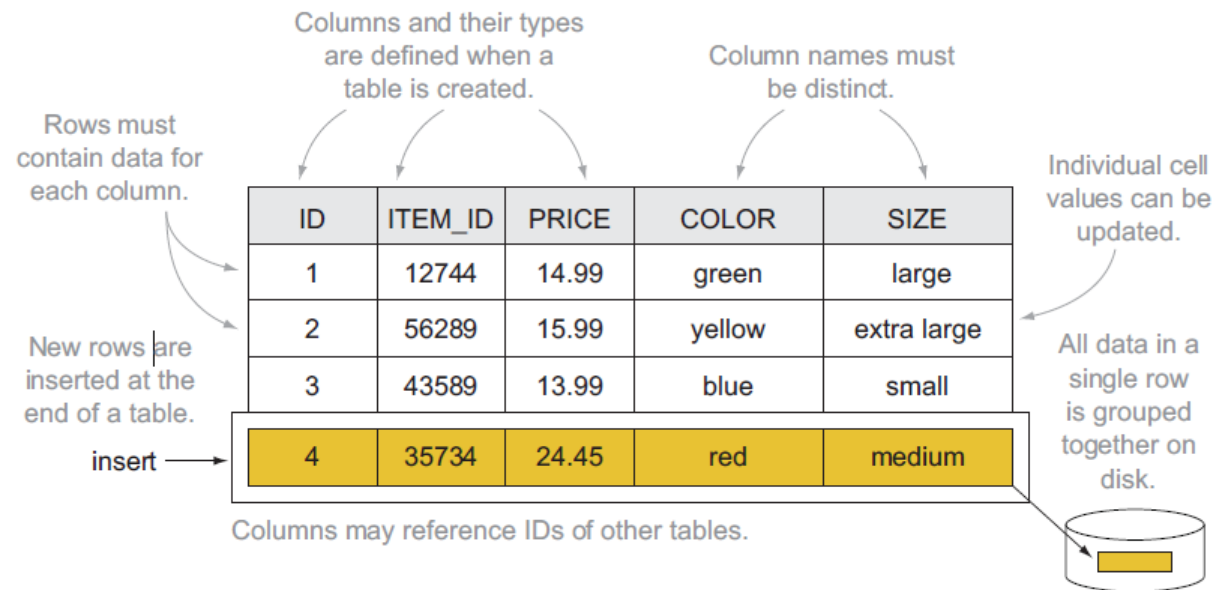 Columns and their types
are defined when a
table is created.
Column names must
be distinct.
Rows must
contain data for
each column.
Individual cell
values can be
updated.
ID ITEM_ID PRICE COLOR SIZE
1 12744 14.99 green large
2 56289 15.99 yellow extra large
3 43589 13.99 blue small
New rows are
inserted at the
end of a table.
All data in a
single row
is grouped
together on
disk.
insert
4 35734 24.45 red medium
Columns may reference IDs of other tables.